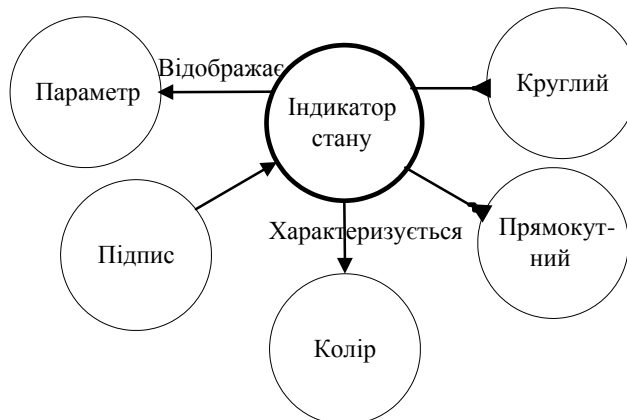 Відображає
Параметр
Індикатор
стану
Круглий
Підпис
Характеризується
Прямокут-
ний
Колір